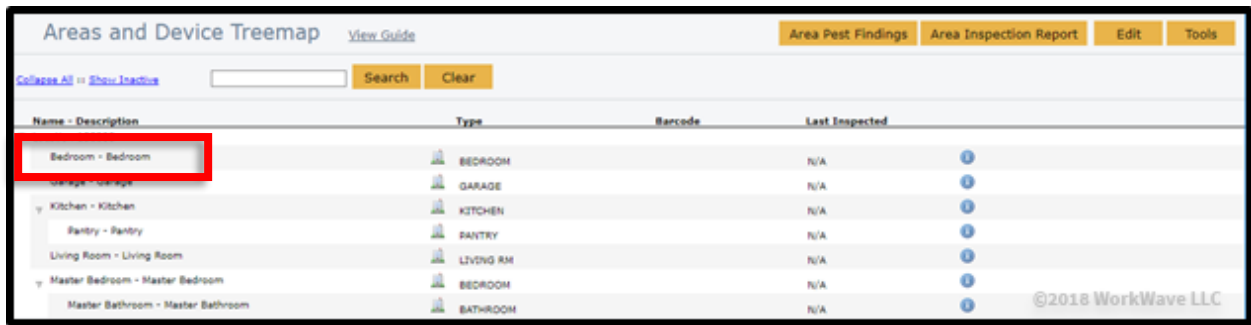 Areas and Device Treemap View Guide Area Pest Findings Area Inspection Report Edit Tools
Collapse All :: Show Inactive Search Clear
Name - Description Type Barcode Last Inspected
Bedroom - Bedroom BEDROOM N/A
Garage - Garage GARAGE N/A
Kitchen - Kitchen KITCHEN N/A
Pantry - Pantry PANTRY N/A
Living Room - Living Room LIVING RM N/A
Master Bedroom - Master Bedroom BEDROOM N/A
Master Bathroom - Master Bathroom BATHROOM N/A
©2018 WorkWave LLC